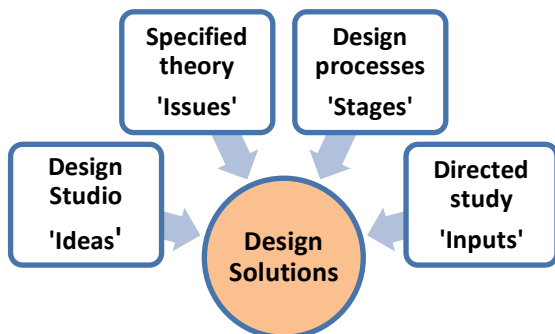 Specified
theory
'Issues'
Design
processes
'Stages'
Design
Studio
'Ideas'
Directed
study
'Inputs'
Design
Solutions